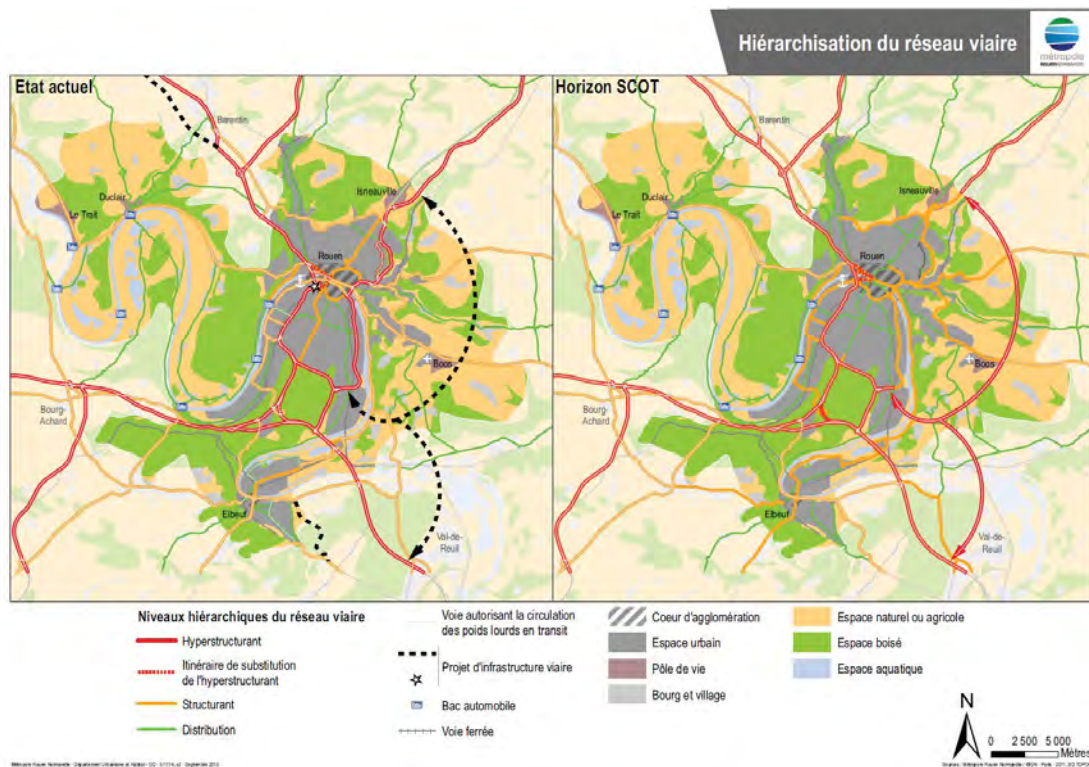 Hiérarchisation du réseau viaire
métropole
ROUENNORMANDIE
Etat actuel
Barentin
Isneauville
Duclair
Le Trait
Rouen
Boos
Bourg-
Achard
Elbeuf
Val-de-
Reuil
Horizon SCOT
Barentin
Isneauville
Duclair
Le Trait
Rouen
Boos
Bourg-
Achard
Elbeuf
Val-de-
Reuil
Niveaux hiérarchiques du réseau viaire
Hyperstructurant
Itinéraire de substitution
de l'hyperstructurant
Structurant
Distribution
Voie autorisant la circulation
des poids lourds en transit
Projet d'infrastructure viaire
Bac automobile
Voie ferrée
Coeur d'agglomération
Espace urbain
Pôle de vie
Bourg et village
Espace naturel ou agricole
Espace boisé
Espace aquatique
N
0 2 500 5 000
Mètres